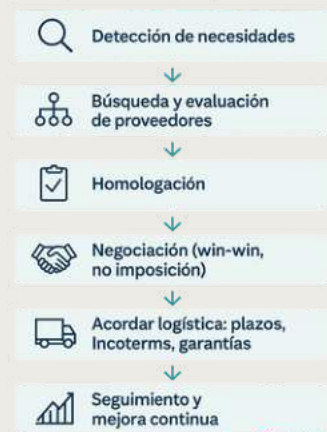 Detección de necesidades
Búsqueda y evaluación
de proveedores
Homologación
Negociación (win-win,
no imposición)
Acordar logística: plazos,
Incoterms, garantías
Seguimiento y
mejora continua